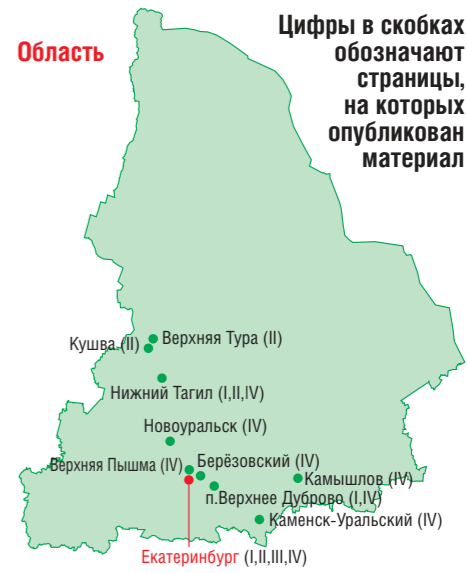 Область
Цифры в скобках
обозначают
страницы,
на которых
опубликован
материал
Кушва (II)
Верхняя Тура (II)
Нижний Тагил (I,II,IV)
Новоуральск (IV)
Верхняя Пышма (IV)
Берёзовский (IV)
Камышлов (IV)
п.Верхнее Дуброво (I,IV)
Каменск-Уральский (IV)
Екатеринбург (I,II,III,IV)